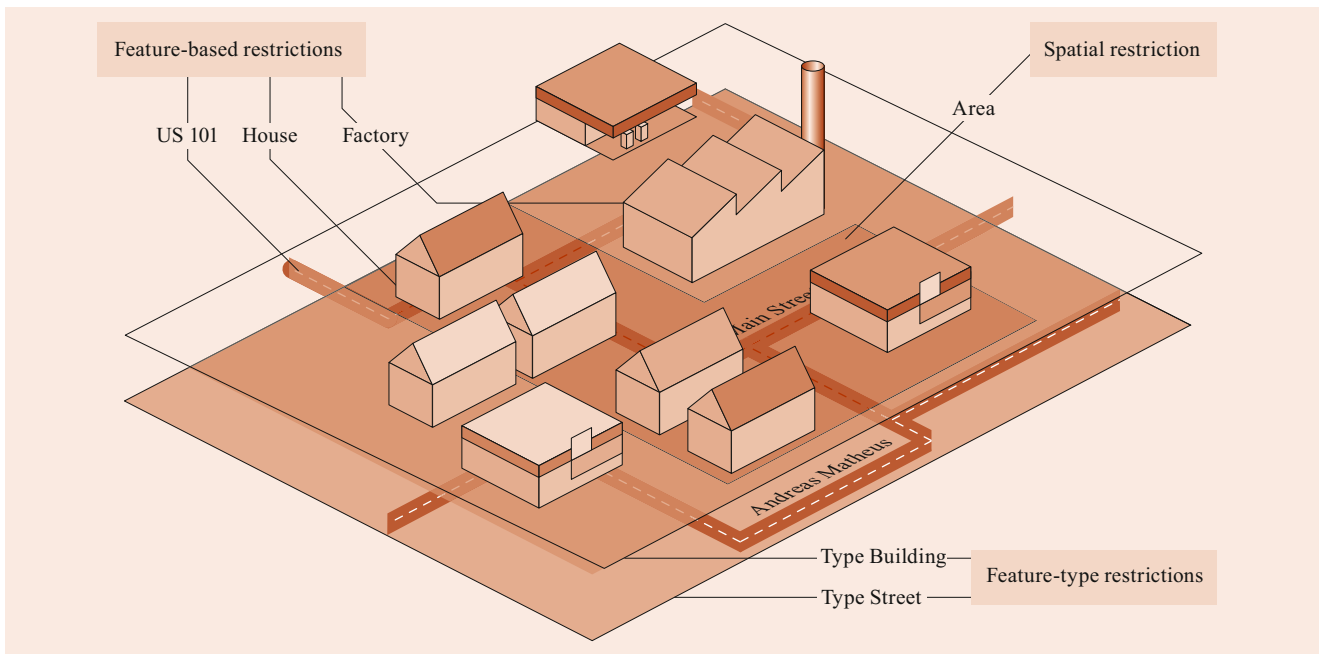 Feature-based restrictions
Spatial restriction
US 101
House
Factory
Area
Main Street
Andreas Matheus
Type Building
Feature-type restrictions
Type Street